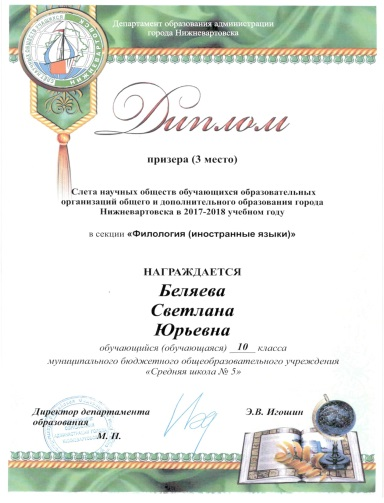 Департамент образования администрации
города Нижневартовска
Диплом
призера (3 место)
Слета научных обществ обучающихся образовательных
организаций общего и дополнительного образования города
Нижневартовска в 2017-2018 учебном году
в секции «Филология (иностранные языки)»
НАГРАЖДАЕТСЯ
Беляева
Светлана
Юрьевна
обучающийся (обучающаяся) 10 класса
муниципального бюджетного общеобразовательного учреждения
«Средняя школа № 5»
Директор департамента
образования
Э.В. Игошин
М. П.